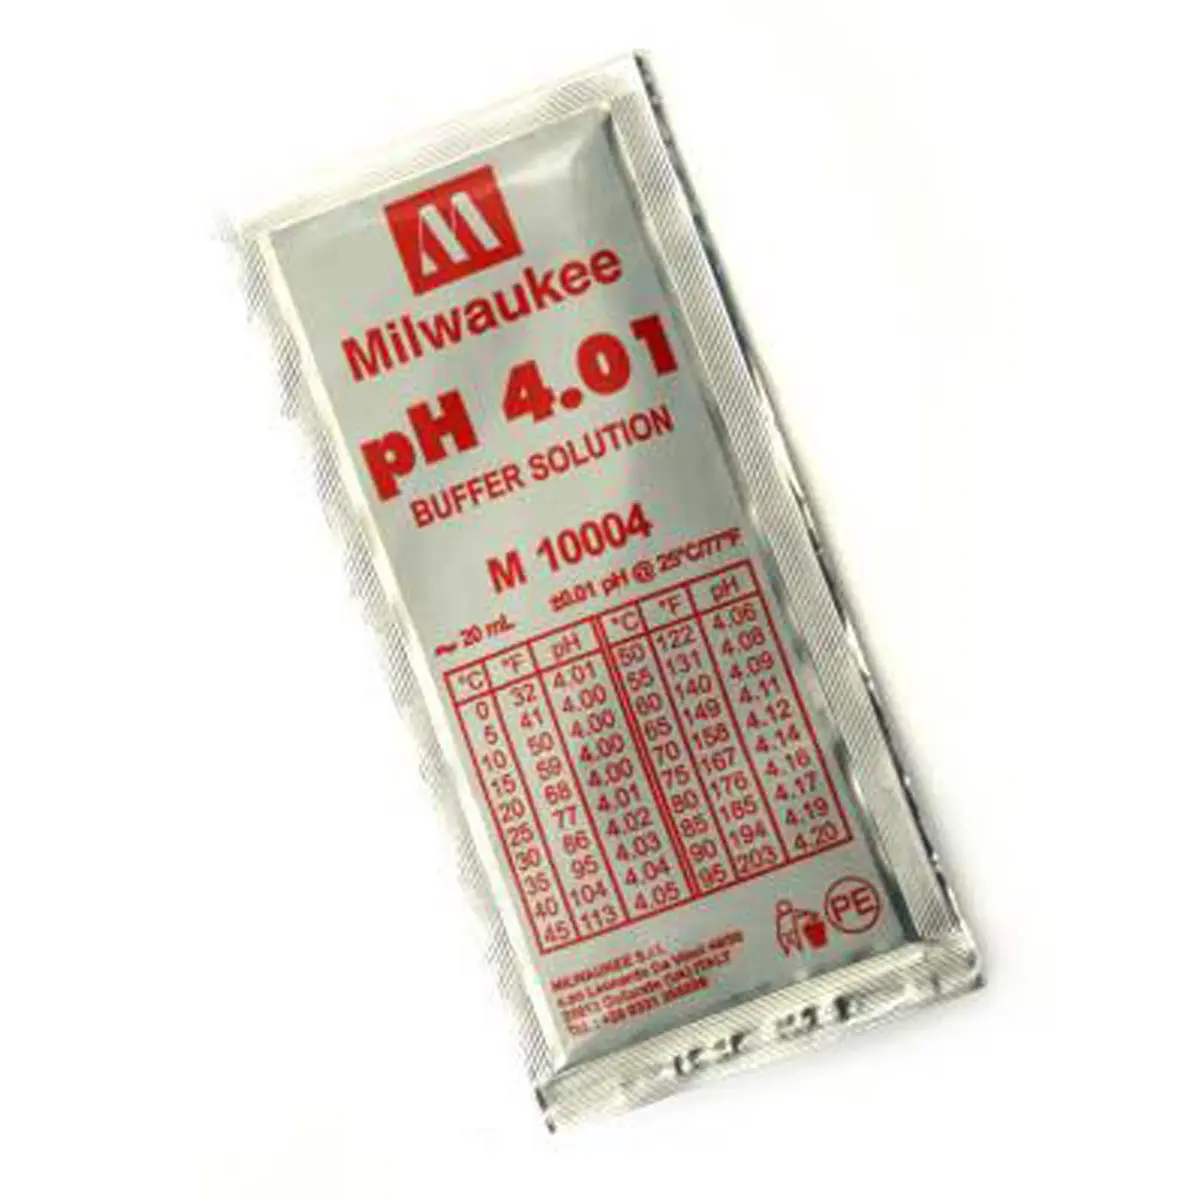 Milwaukee
pH 4.01
BUFFER SOLUTION
M 10004
~ 20 mL ±0.01 pH @ 25°C/77°F
°C °F pH °C °F pH
0 32 4.01 50 122 4.06
5 41 4.00 55 131 4.08
10 50 4.00 60 140 4.09
15 59 4.00 65 149 4.11
20 68 4.00 70 158 4.12
25 77 4.01 75 167 4.14
30 86 4.02 80 176 4.16
35 95 4.03 85 185 4.17
40 104 4.04 90 194 4.19
45 113 4.05 95 203 4.20
PE
MILWAUKEE S.r.l.
ITALY